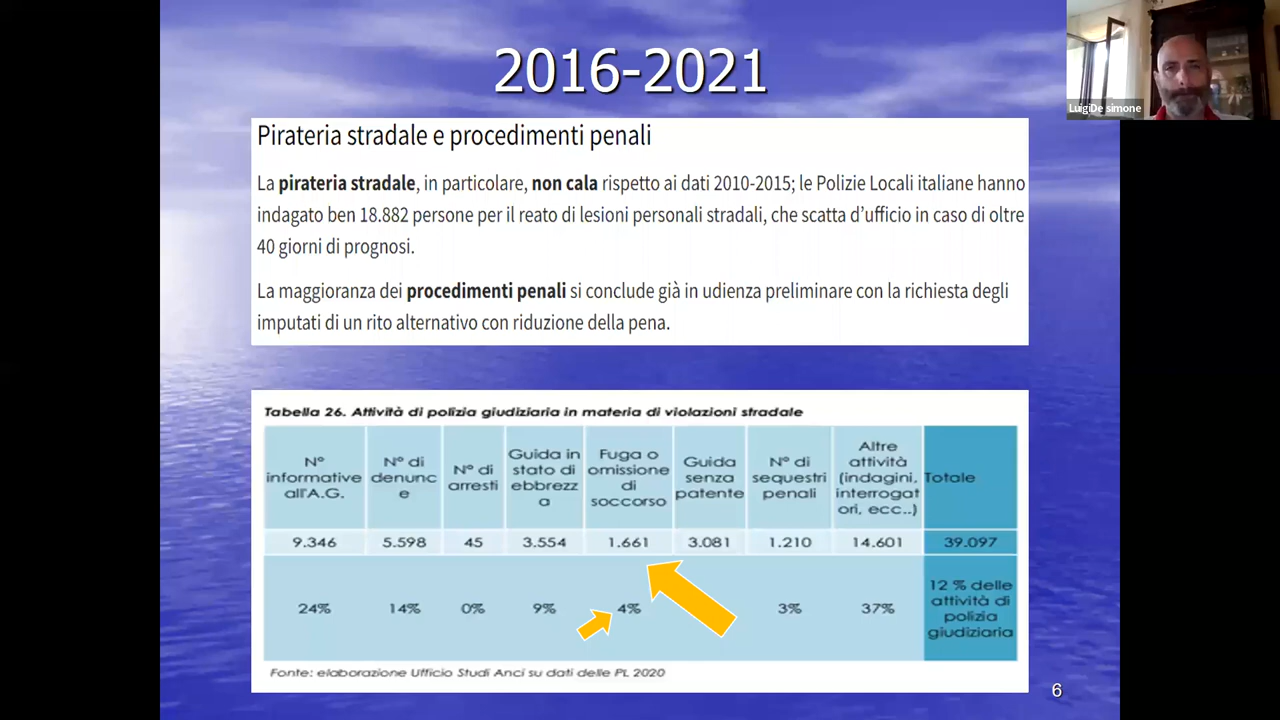 2016-2021
LuigiDe simone
Pirateria stradale e procedimenti penali
La pirateria stradale, in particolare, non cala rispetto ai dati 2010-2015; le Polizie Locali italiane hanno
indagato ben 18.882 persone per il reato di lesioni personali stradali, che scatta d'ufficio in caso di oltre
40 giorni di prognosi.
La maggioranza dei procedimenti penali si conclude già in udienza preliminare con la richiesta degli
imputati di un rito alternativo con riduzione della pena.
Tabella 26. Attività di polizia giudiziaria in materia di violazioni stradale
N°
informative
all'A.G.
N° di
denunc
e
N° di
arresti
Guida in
stato di
ebbrezz
a
Fuga o
omissione
di
soccorso
Guida
senza
patente
N° di
sequestri
penali
Altre
attività
(indagini,
interrogat
ori, ecc..)
Totale
9.346 5.598 45 3.554 1.661 3.081 1.210 14.601 39.097
24% 14% 0% 9% 4% 3% 37%
12 % delle
attività di
polizia
giudiziaria
Fonte: elaborazione Ufficio Studi Anci su dati delle PL 2020
6